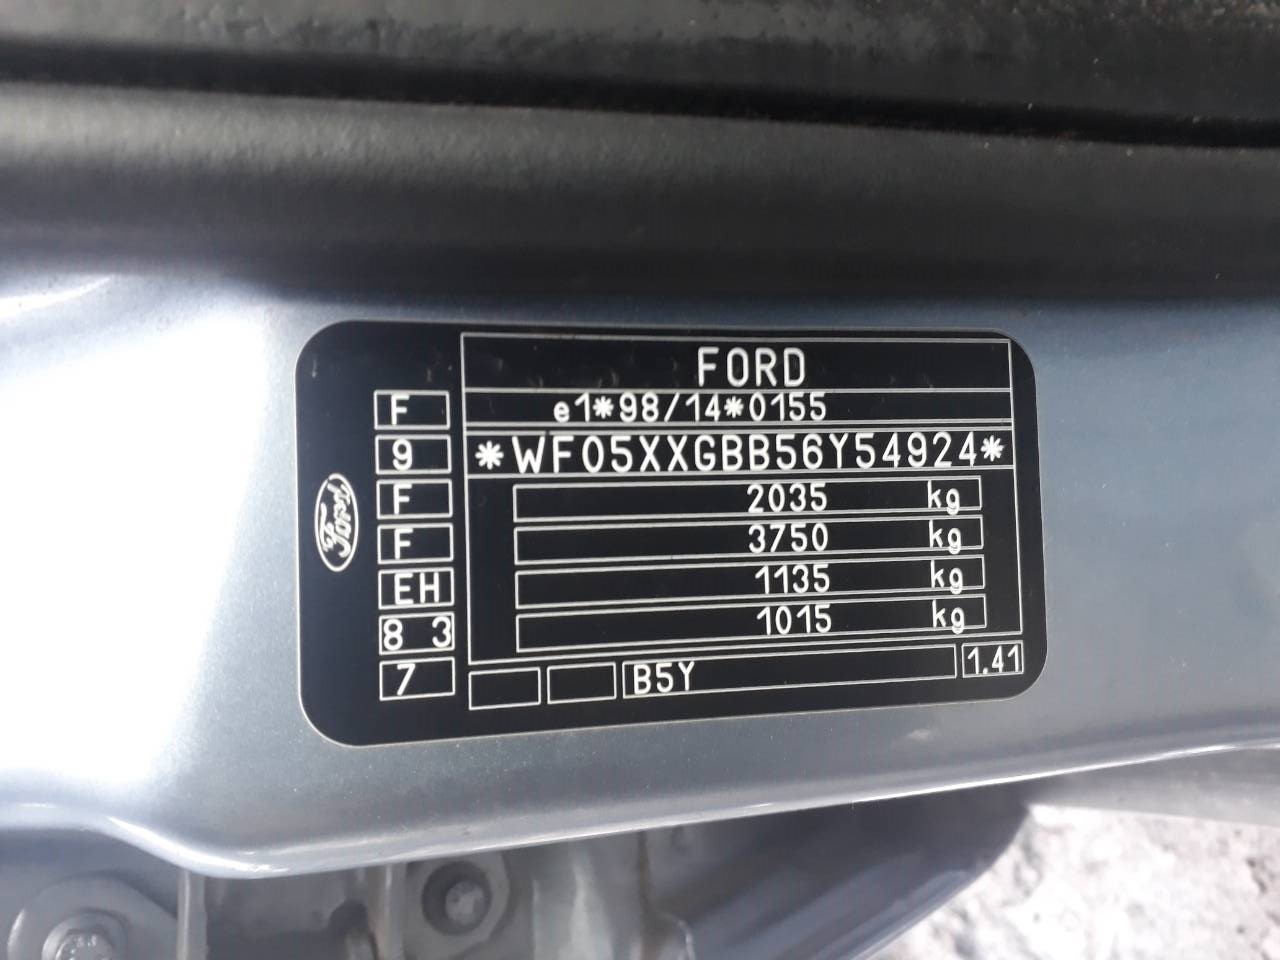 FORD
e1*98/14*0155
*WF05XXGBB56Y54924*
2035 kg
3750 kg
1135 kg
1015 kg
B5Y
1.41
F
9
F
F
EH
8 3
7
Ford